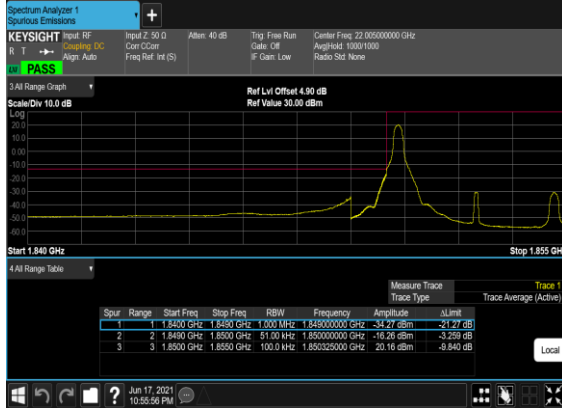 Spectrum Analyzer 1
Spurious Emissions
+
KEYSIGHT
R T
PASS
Input: RF
Coupling: DC
Align: Auto
Input Z: 50 Ω
Corr CCorr
Freq Ref: Int (S)
Atten: 40 dB
Trig: Free Run
Gate: Off
IF Gain: Low
Center Freq: 22.005000000 GHz
Avg|Hold: 1000/1000
Radio Std: None
3 All Range Graph
Scale/Div 10.0 dB
Ref Lvl Offset 4.90 dB
Ref Value 30.00 dBm
Log
20.0
10.0
0.00
-10.0
-20.0
-30.0
-40.0
-50.0
-60.0
Start 1.840 GHz
Stop 1.855 GH
4 All Range Table
Measure Trace Trace 1
Trace Type Trace Average (Active)
Spur Range Start Freq Stop Freq RBW Frequency Amplitude ΔLimit
1 1 1.8400 GHz 1.8490 GHz 1.000 MHz 1.849000000 GHz -34.27 dBm -21.27 dB
2 2 1.8490 GHz 1.8500 GHz 51.00 kHz 1.850000000 GHz -16.26 dBm -3.259 dB
3 3 1.8500 GHz 1.8550 GHz 100.0 kHz 1.850325000 GHz 20.16 dBm -9.840 dB
Local
?
Jun 17, 2021
10:55:56 PM